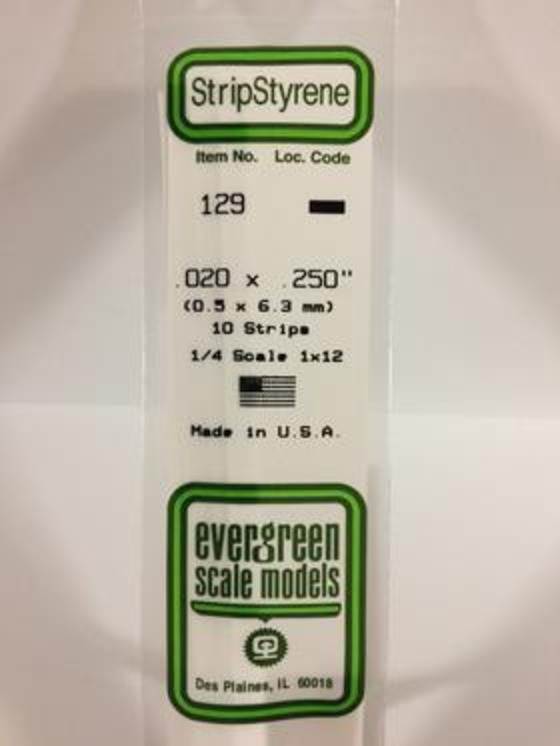 StripStyrene
Item No. Loc. Code
129
.020 x .250"
(0.5 x 6.3 mm)
10 Strips
1/4 Scale 1x12
Made in U.S.A.
evergreen
scale models
Des Plaines, IL 60018